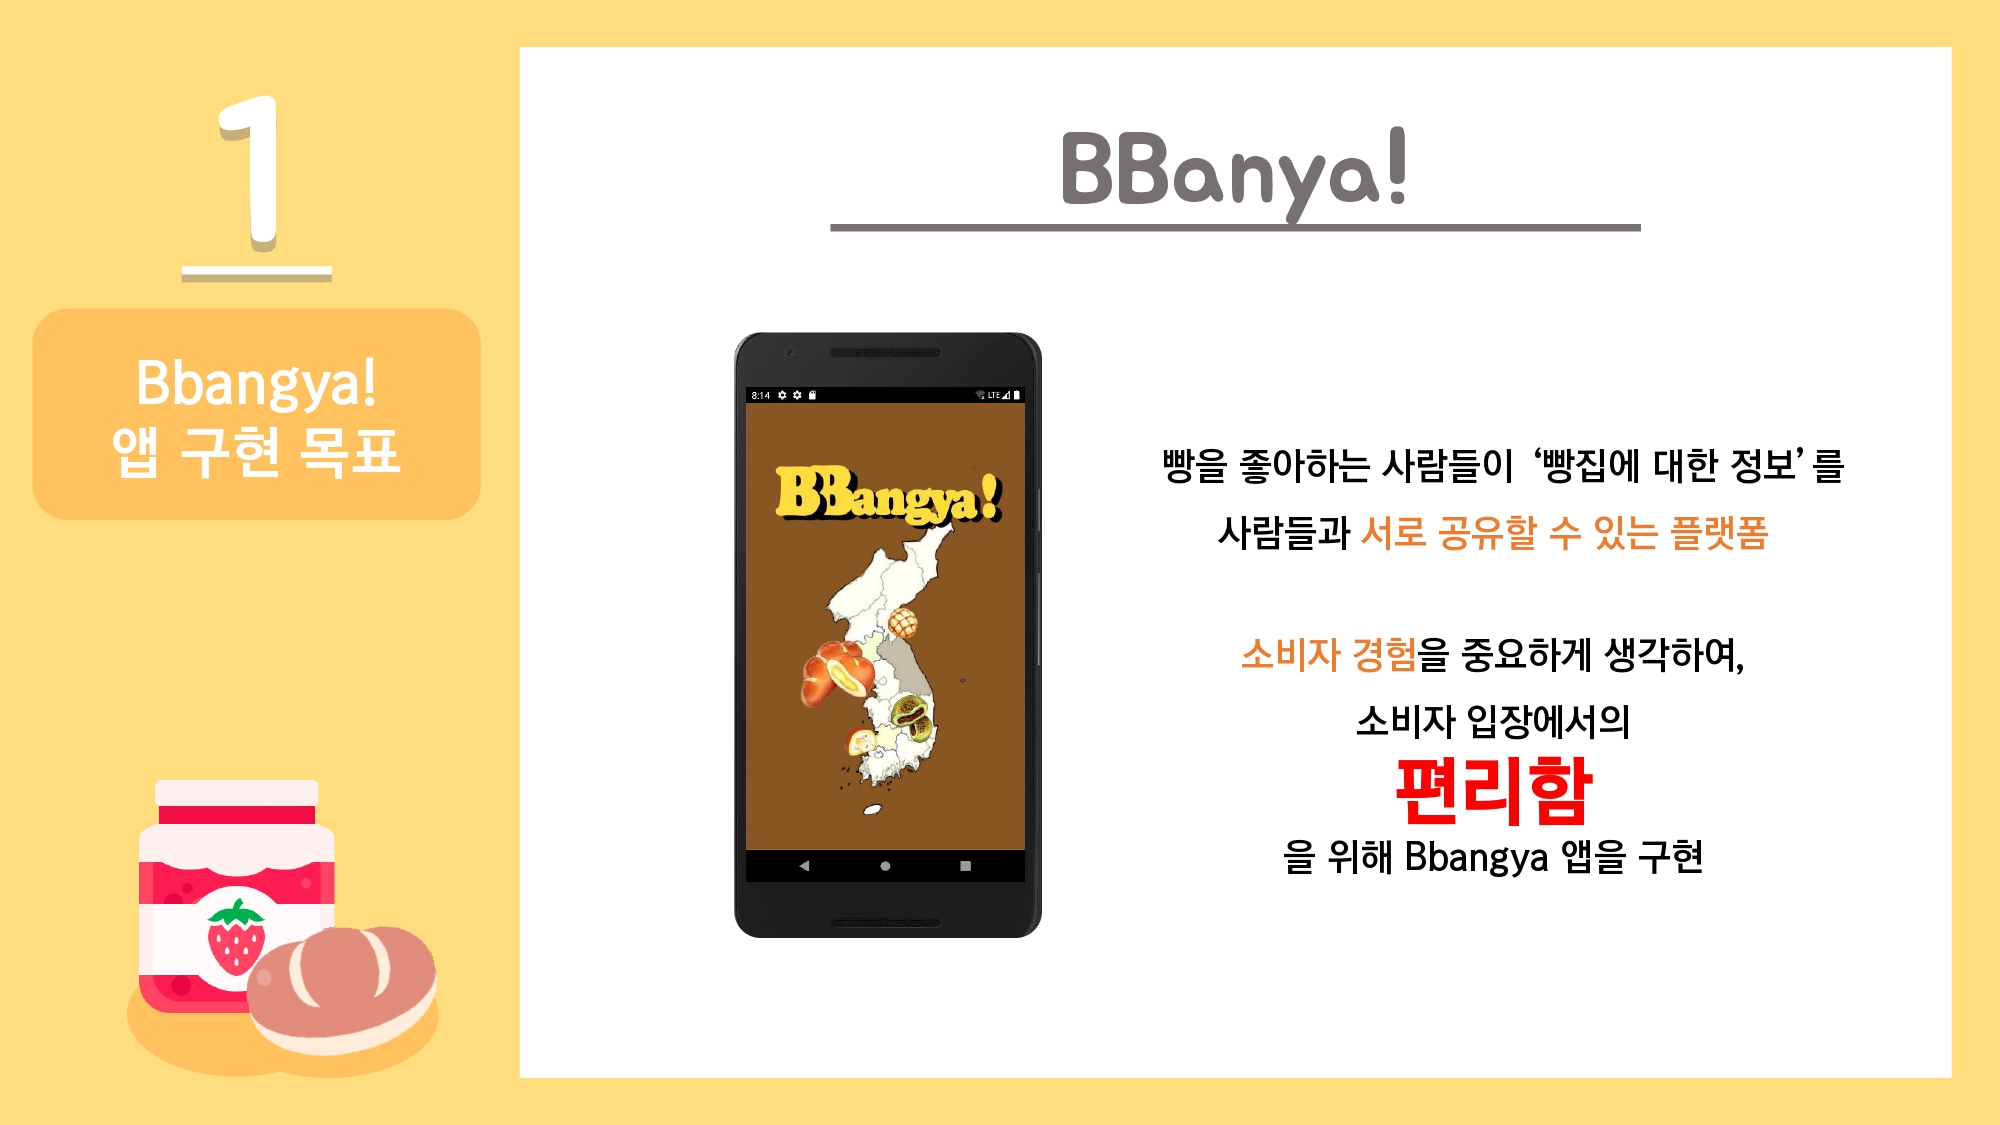 1
Bbangya!
앱 구현 목표
BBanya!
8:14
LTE
BBangya!
빵을 좋아하는 사람들이 ‘빵집에 대한 정보’를
사람들과 서로 공유할 수 있는 플랫폼
소비자 경험을 중요하게 생각하여,
소비자 입장에서의
편리함
을 위해 Bbangya 앱을 구현